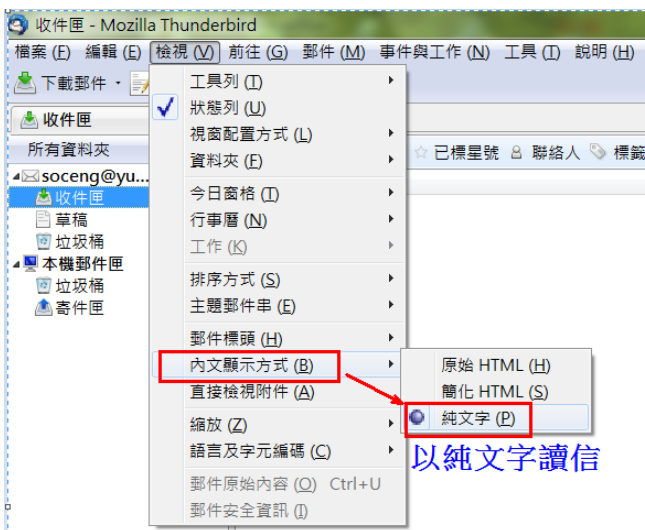 收件匣 - Mozilla Thunderbird
檔案 (F) 編輯 (E) 檢視 (V) 前往 (G) 郵件 (M) 事件與工作 (N) 工具 (T) 說明 (H)
下載郵件
收件匣
所有資料夾
soceng@yu...
收件匣
草稿
垃圾桶
本機郵件匣
垃圾桶
寄件匣
工具列 (T)
狀態列 (U)
視窗配置方式 (L)
資料夾 (F)
今日窗格 (T)
行事曆 (N)
工作 (K)
排序方式 (S)
主題郵件串 (E)
郵件標頭 (H)
內文顯示方式 (B)
直接檢視附件 (A)
縮放 (Z)
語言及字元編碼 (C)
郵件原始內容 (O) Ctrl+U
郵件安全資訊 (I)
已標星號 聯絡人 標籤
原始 HTML (H)
簡化 HTML (S)
純文字 (P)
以純文字讀信